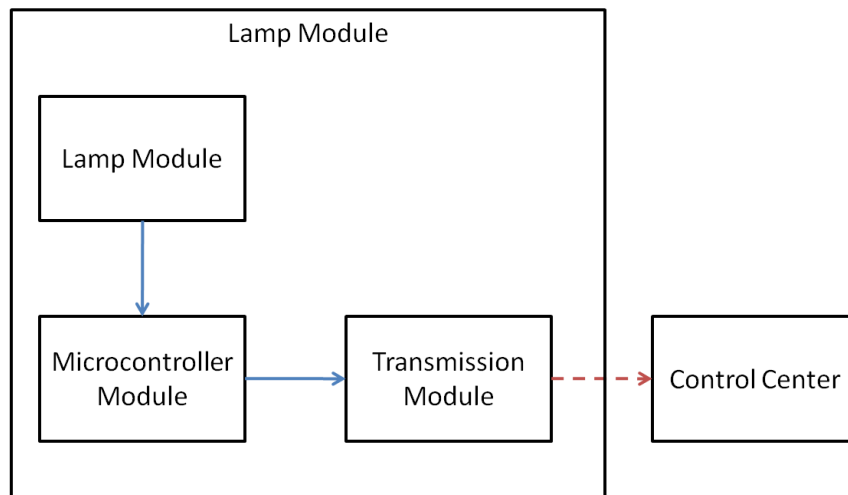 Lamp Module
Lamp Module
Microcontroller
Module
Transmission
Module
Control Center